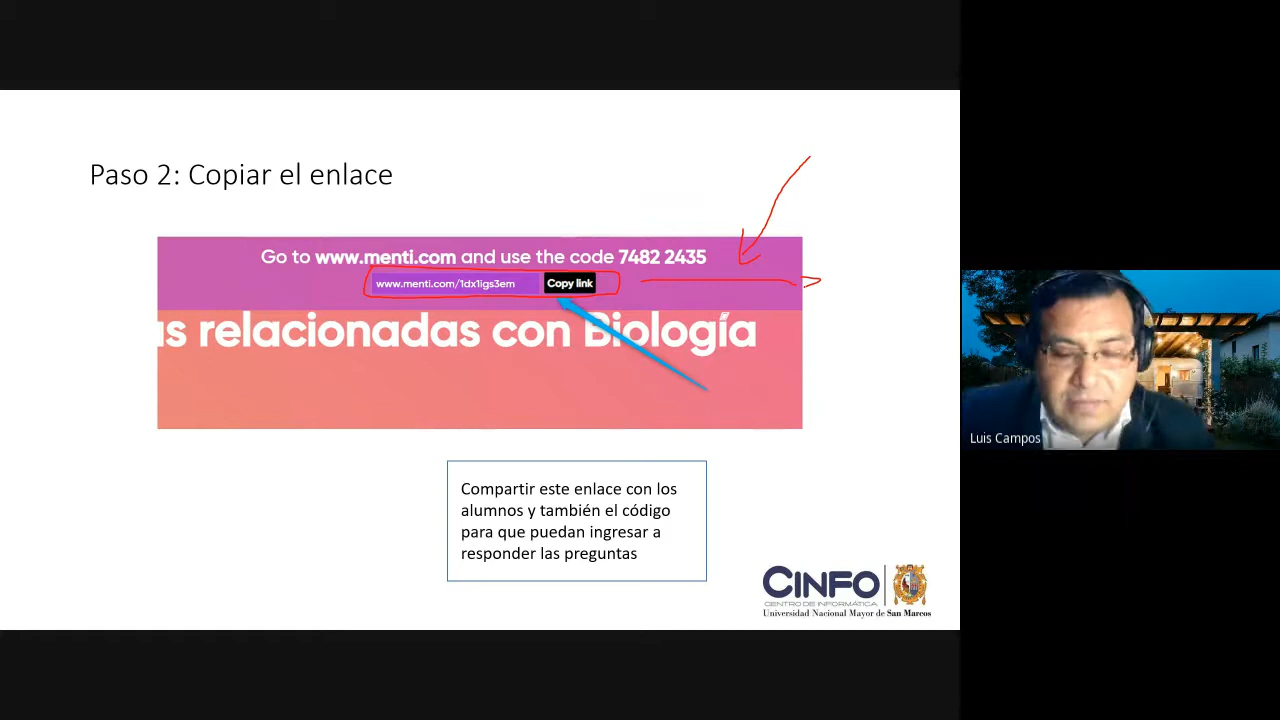 Paso 2: Copiar el enlace
Go to www.menti.com and use the code 7482 2435
www.menti.com/1dx1igs3em
Copy link
as relacionadas con Biología
Compartir este enlace con los
alumnos y también el código
para que puedan ingresar a
responder las preguntas
CINFO
CENTRO DE INFORMÁTICA
Universidad Nacional Mayor de San Marcos
Luis Campos